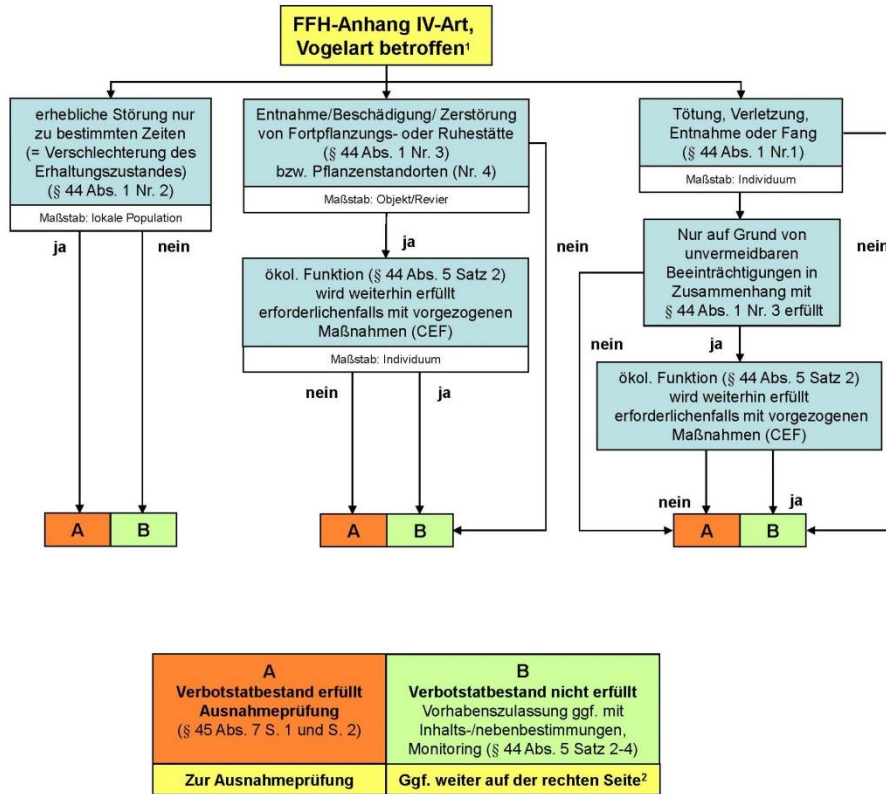 FFH-Anhang IV-Art,
Vogelart betroffen¹
erhebliche Störung nur
zu bestimmten Zeiten
(= Verschlechterung des
Erhaltungszustandes)
(§ 44 Abs. 1 Nr. 2)
Maßstab: lokale Population
ja
nein
A
B
Entnahme/Beschädigung/ Zerstörung
von Fortpflanzungs- oder Ruhestätte
(§ 44 Abs. 1 Nr. 3)
bzw. Pflanzenstandorten (Nr. 4)
Maßstab: Objekt/Revier
ja
nein
ökol. Funktion (§ 44 Abs. 5 Satz 2)
wird weiterhin erfüllt
erforderlichenfalls mit vorgezogenen
Maßnahmen (CEF)
Maßstab: Individuum
nein
ja
A
B
Tötung, Verletzung,
Entnahme oder Fang
(§ 44 Abs. 1 Nr.1)
Maßstab: Individuum
nein
Nur auf Grund von
unvermeidbaren
Beeinträchtigungen in
Zusammenhang mit
§ 44 Abs. 1 Nr. 3 erfüllt
nein
ja
ökol. Funktion (§ 44 Abs. 5 Satz 2)
wird weiterhin erfüllt
erforderlichenfalls mit vorgezogenen
Maßnahmen (CEF)
nein
ja
A
B
A
Verbotstatbestand erfüllt
Ausnahmeprüfung
(§ 45 Abs. 7 S. 1 und S. 2)
Zur Ausnahmeprüfung
B
Verbotstatbestand nicht erfüllt
Vorhabenszulassung ggf. mit
Inhalts-/nebenbestimmungen,
Monitoring (§ 44 Abs. 5 Satz 2-4)
Ggf. weiter auf der rechten Seite²